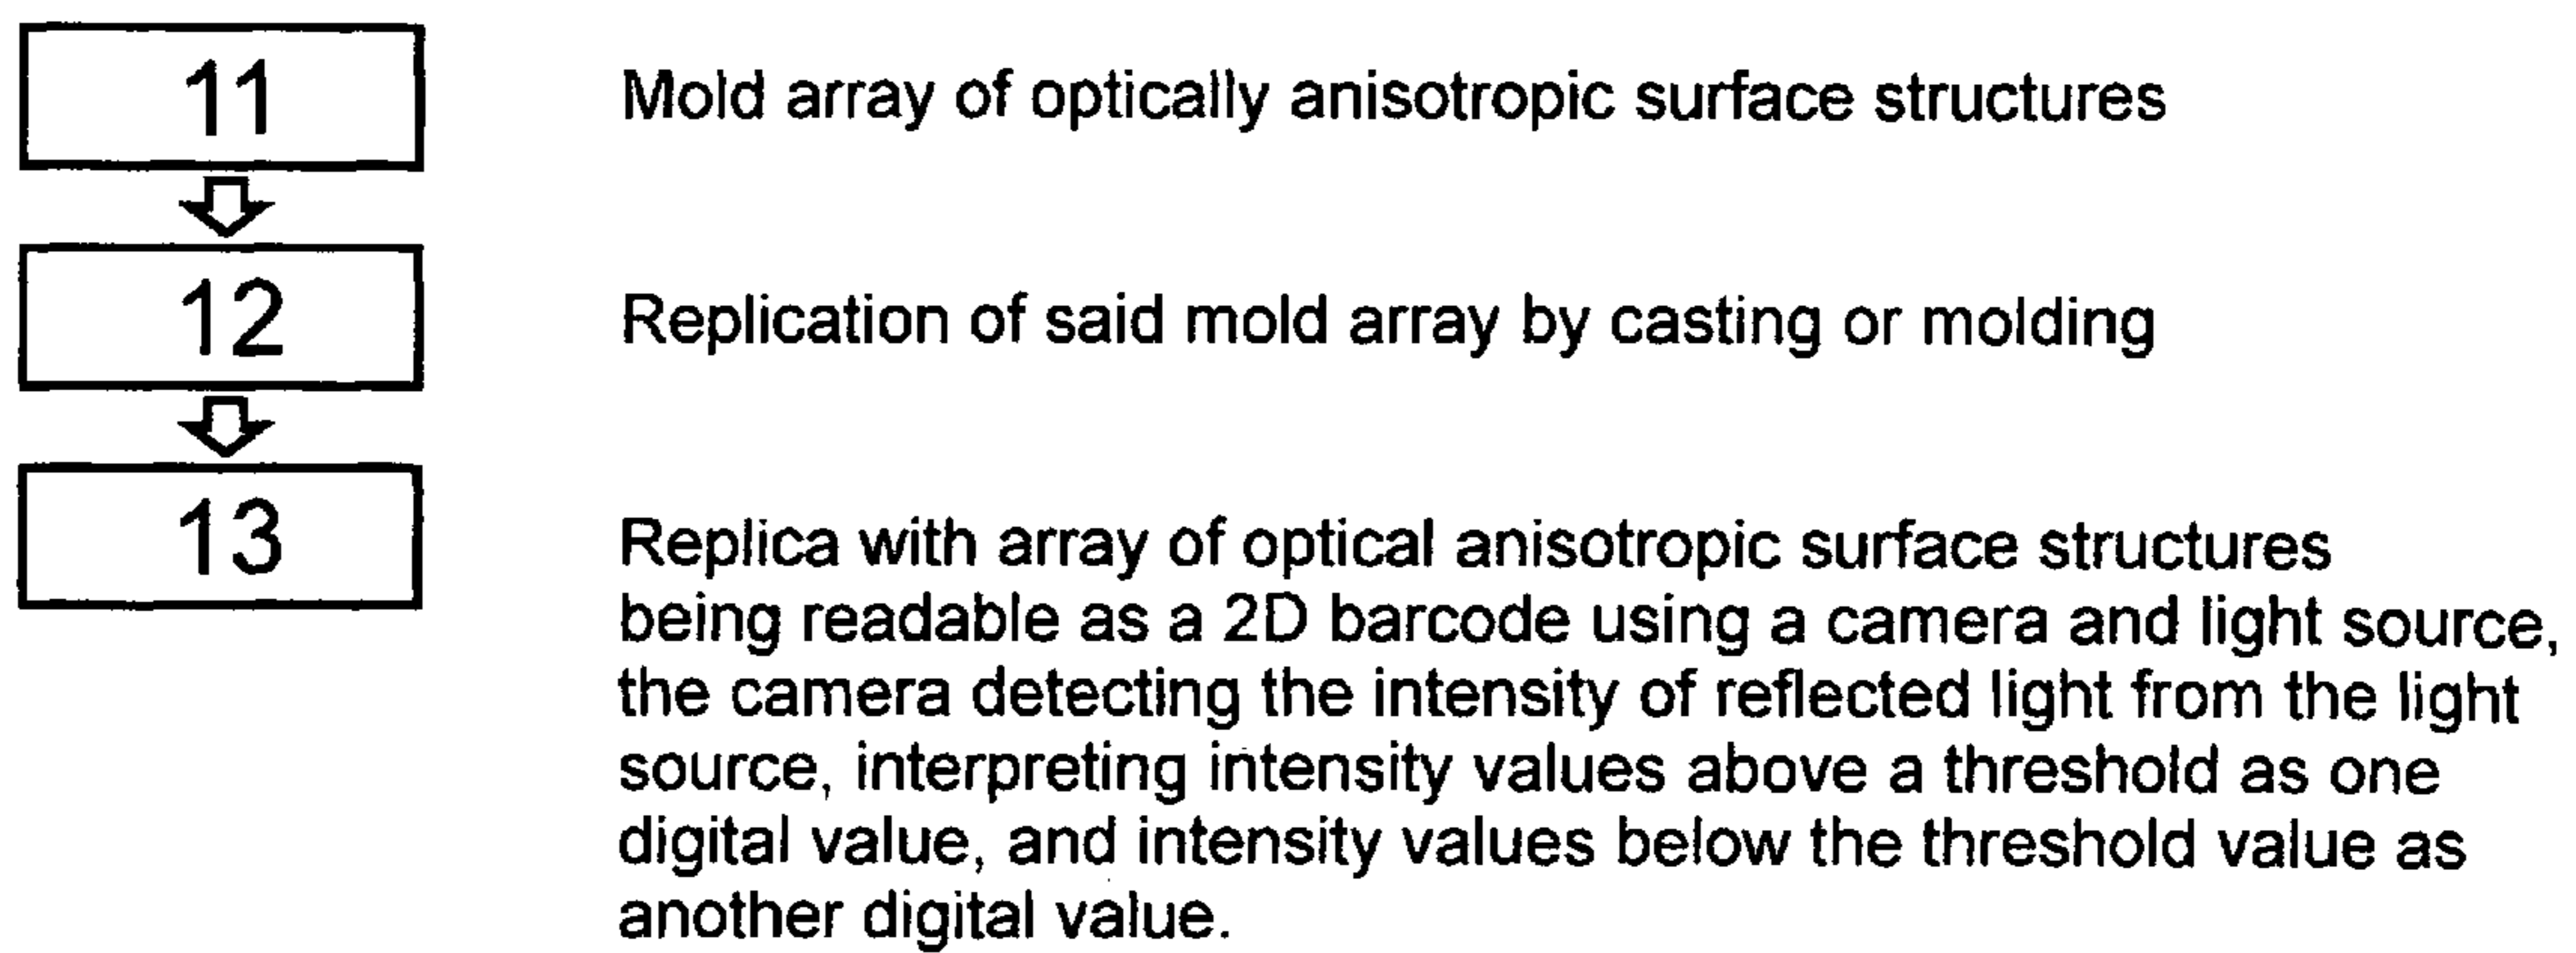 11 Mold array of optically anisotropic surface structures
12 Replication of said mold array by casting or molding
13 Replica with array of optical anisotropic surface structures
being readable as a 2D barcode using a camera and light source,
the camera detecting the intensity of reflected light from the light
source, interpreting intensity values above a threshold as one
digital value, and intensity values below the threshold value as
another digital value.